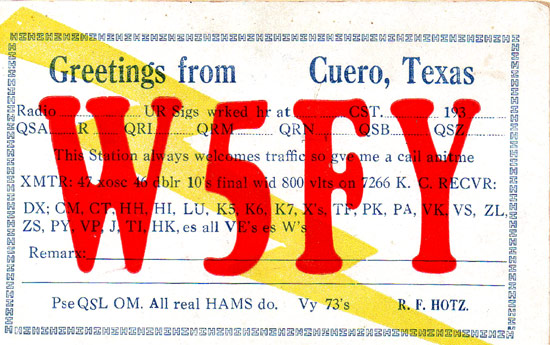 Greetings from Cuero, Texas
W5FY
Radio UR Sigs wrked hr at CST. 193
QSA R QRI QRM QRN QSB QSZ
This Station always welcomes traffic so gve me a call anitme
XMTR: 47 xosc 46 dblr 10's final wid 800 vlts on 7266 K. C. RECVR:
DX; CM, CT, HH, HI, LU, K5, K6, K7, X's, TF, PK, PA, VK, VS, ZL,
ZS, PY, VP, J, TI, HK, es all VE's es W's
Remark:
Pse QSL OM. All real HAMS do. Vy 73's R. F. HOTZ.